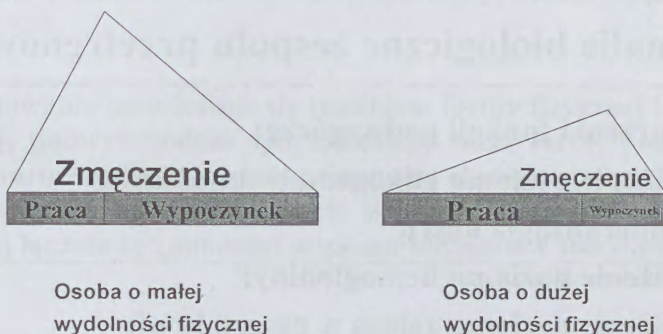 Zmęczenie
Praca Wypoczynek
Osoba o małej
wydolności fizycznej
Zmęczenie
Praca Wypoczynek
Osoba o dużej
wydolności fizycznej